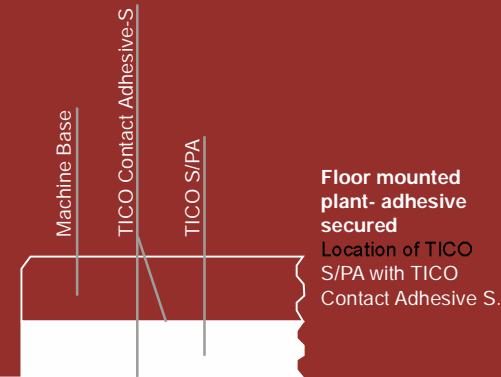 Machine Base
TICO Contact Adhesive-S
TICO S/PA
Floor mounted
plant- adhesive
secured
Location of TICO
S/PA with TICO
Contact Adhesive S.